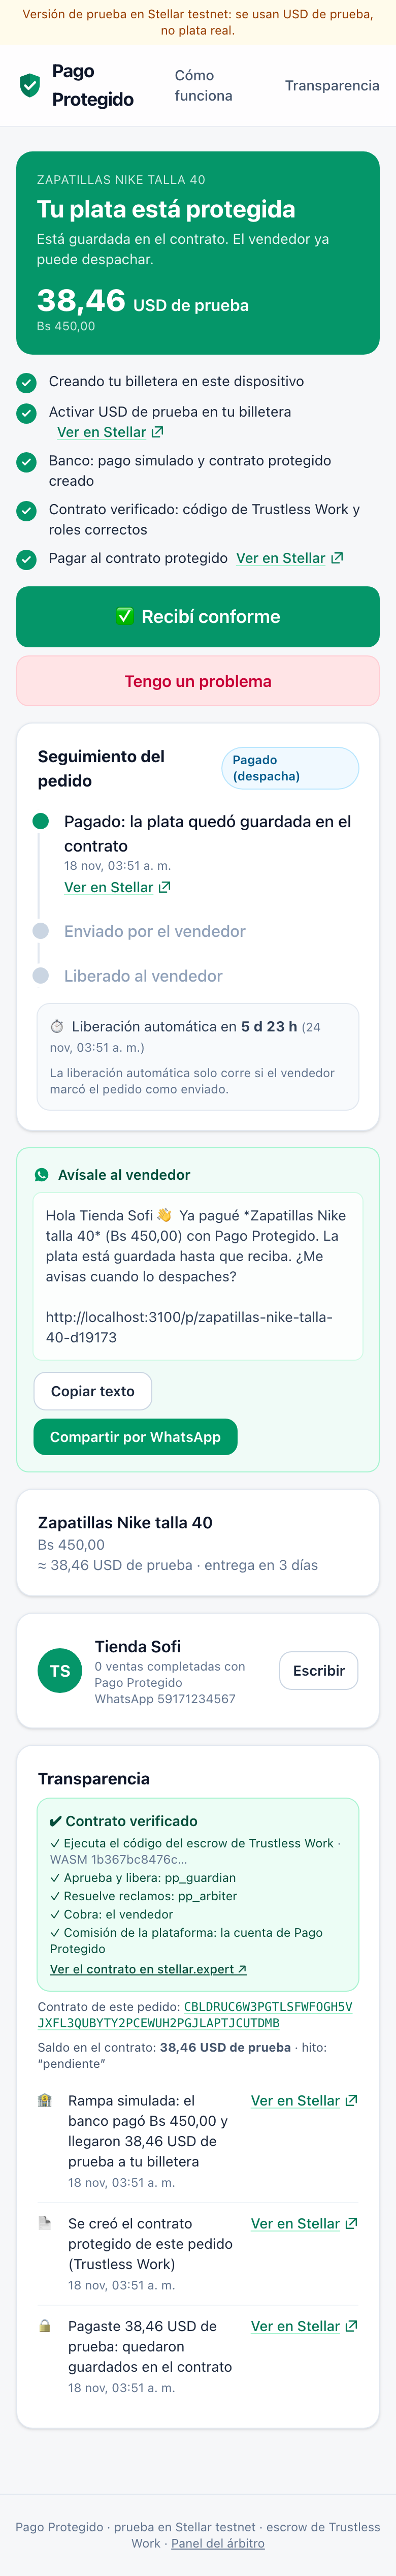 Versión de prueba en Stellar testnet: se usan USD de prueba,
no plata real.
Pago
Protegido
Cómo
funciona
Transparencia
ZAPATILLAS NIKE TALLA 40
Tu plata está protegida
Está guardada en el contrato. El vendedor ya
puede despachar.
38,46 USD de prueba
Bs 450,00
Creando tu billetera en este dispositivo
Activar USD de prueba en tu billetera
Ver en Stellar
Banco: pago simulado y contrato protegido
creado
Contrato verificado: código de Trustless Work y
roles correctos
Pagar al contrato protegido Ver en Stellar
✅ Recibí conforme
Tengo un problema
Seguimiento del
pedido
Pagado
(despacha)
Pagado: la plata quedó guardada en el
contrato
18 nov, 03:51 a. m.
Ver en Stellar
Enviado por el vendedor
Liberado al vendedor
⏱ Liberación automática en 5 d 23 h (24
nov, 03:51 a. m.)
La liberación automática solo corre si el vendedor
marcó el pedido como enviado.
Avísale al vendedor
Hola Tienda Sofi 👋 Ya pagué *Zapatillas Nike
talla 40* (Bs 450,00) con Pago Protegido. La
plata está guardada hasta que reciba. ¿Me
avisas cuando lo despaches?
http://localhost:3100/p/zapatillas-nike-talla-
40-d19173
Copiar texto
Compartir por WhatsApp
Zapatillas Nike talla 40
Bs 450,00
≈ 38,46 USD de prueba · entrega en 3 días
TS
Tienda Sofi
0 ventas completadas con
Pago Protegido
WhatsApp 59171234567
Escribir
Transparencia
✔ Contrato verificado
✓ Ejecuta el código del escrow de Trustless Work ·
WASM 1b367bc8476c…
✓ Aprueba y libera: pp_guardian
✓ Resuelve reclamos: pp_arbiter
✓ Cobra: el vendedor
✓ Comisión de la plataforma: la cuenta de Pago
Protegido
Ver el contrato en stellar.expert ↗
Contrato de este pedido: CBLDRUC6W3PGTLSFWFOGH5V
JXFL3QUBYTY2PCEWUH2PGJLAPTJCUTDMB
Saldo en el contrato: 38,46 USD de prueba · hito:
“pendiente”
Rampa simulada: el
banco pagó Bs 450,00 y
llegaron 38,46 USD de
prueba a tu billetera
18 nov, 03:51 a. m.
Ver en Stellar
Se creó el contrato
protegido de este pedido
(Trustless Work)
18 nov, 03:51 a. m.
Ver en Stellar
Pagaste 38,46 USD de
prueba: quedaron
guardados en el contrato
18 nov, 03:51 a. m.
Ver en Stellar
Pago Protegido · prueba en Stellar testnet · escrow de Trustless
Work · Panel del árbitro